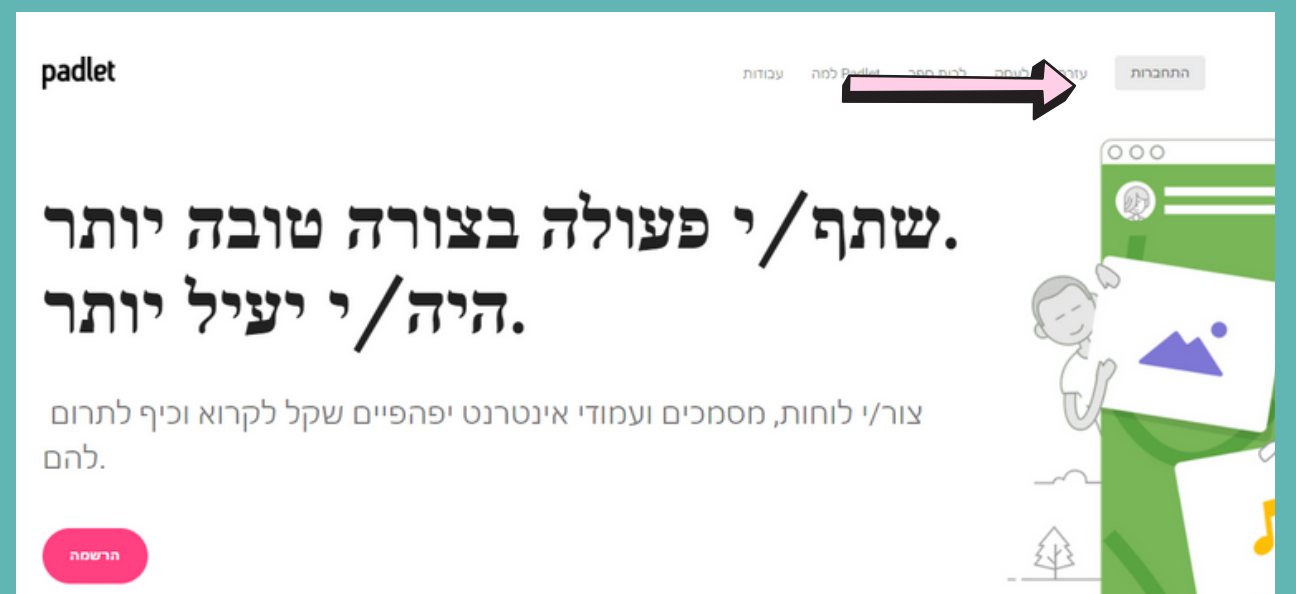 padlet
התחברות
עבודות
למה Padlet
לבית ספר
לעסק
שתף/י פעולה בצורה טובה יותר.
היה/י יעיל יותר.
צור/י לוחות, מסמכים ועמודי אינטרנט יפהפיים שקל לקרוא וכיף לתרום
להם.
הרשמה